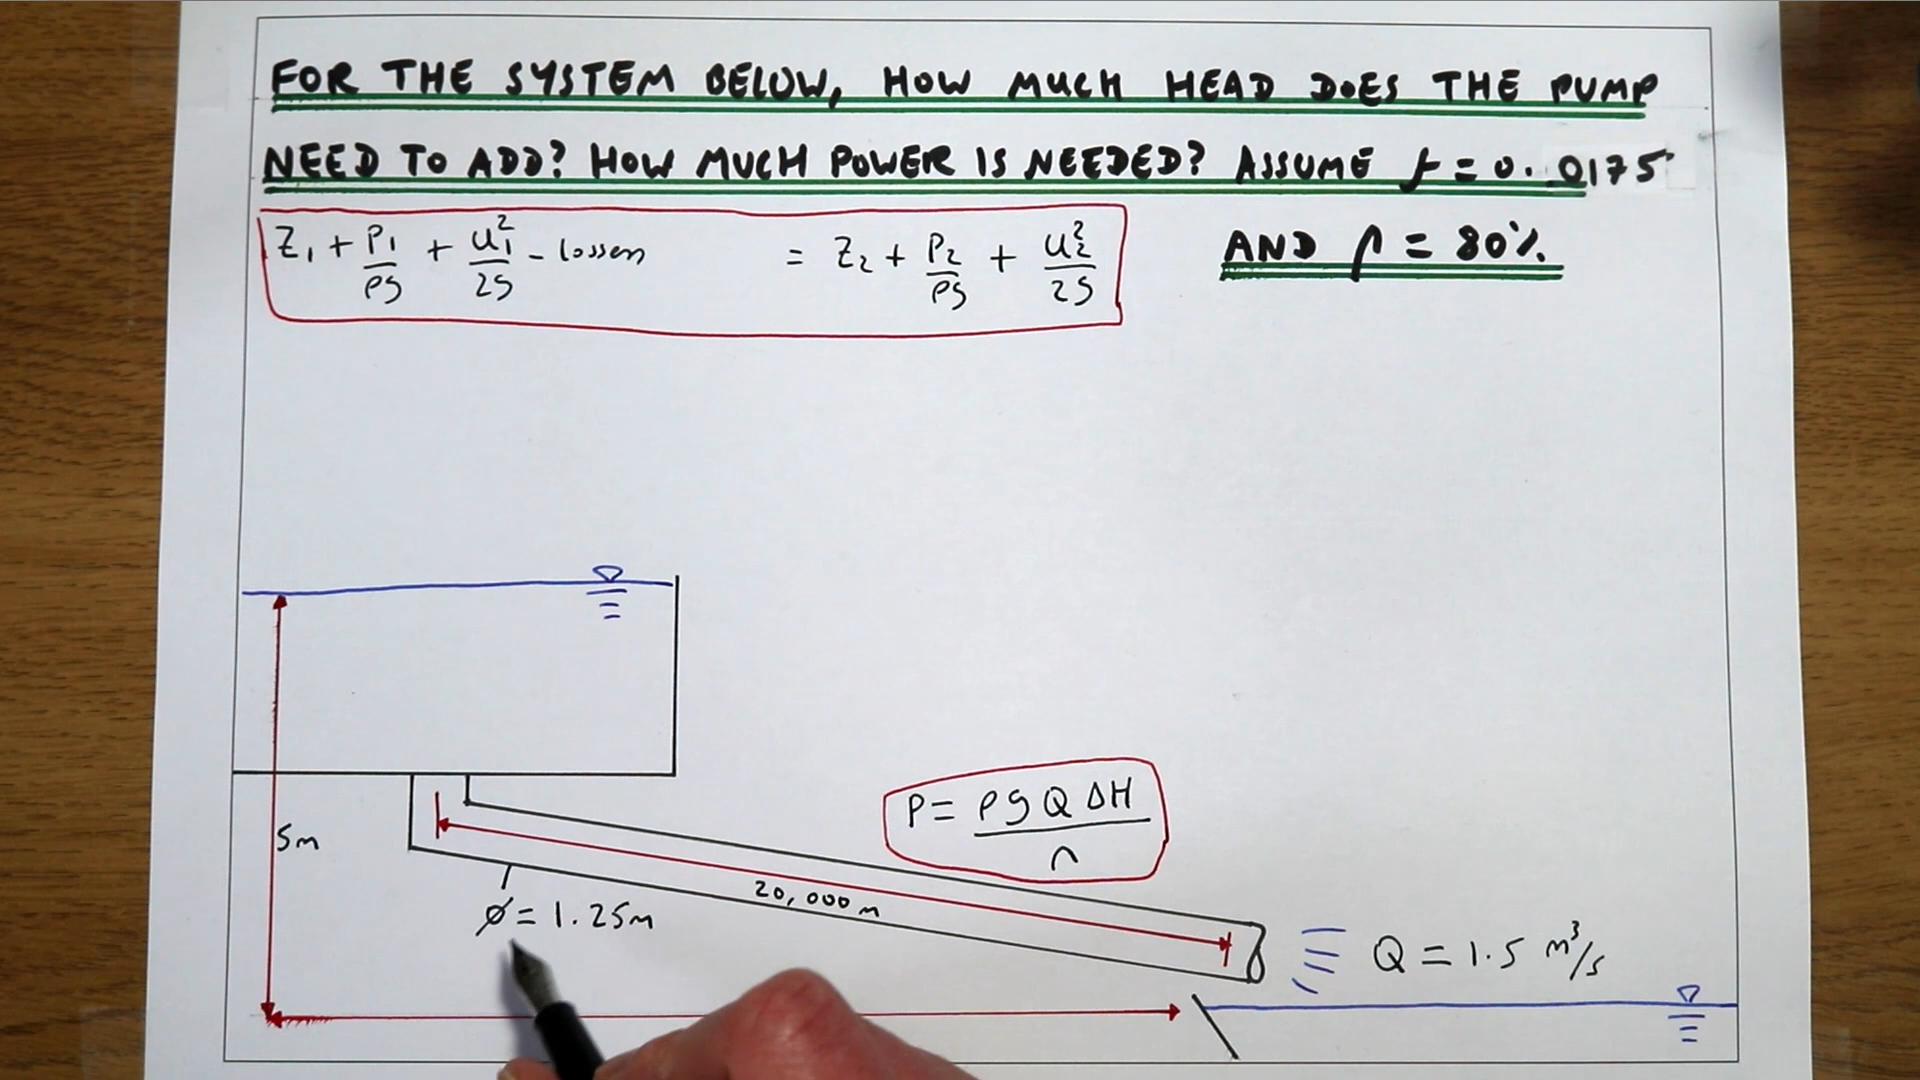 FOR THE SYSTEM BELOW, HOW MUCH HEAD DOES THE PUMP
NEED TO ADD? HOW MUCH POWER IS NEEDED? ASSUME f = 0.0175
AND η = 80%.
Z₁ + P₁/ρg + u₁²/2g - losses = Z₂ + P₂/ρg + u₂²/2g
P = ρgQΔH/η
5m
20,000 m
ø = 1.25m
Q = 1.5 m³/s